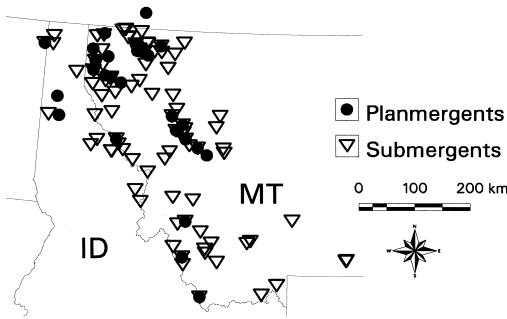 Planmergents
Submergents
0 100 200 km
MT
ID
N
W E
S